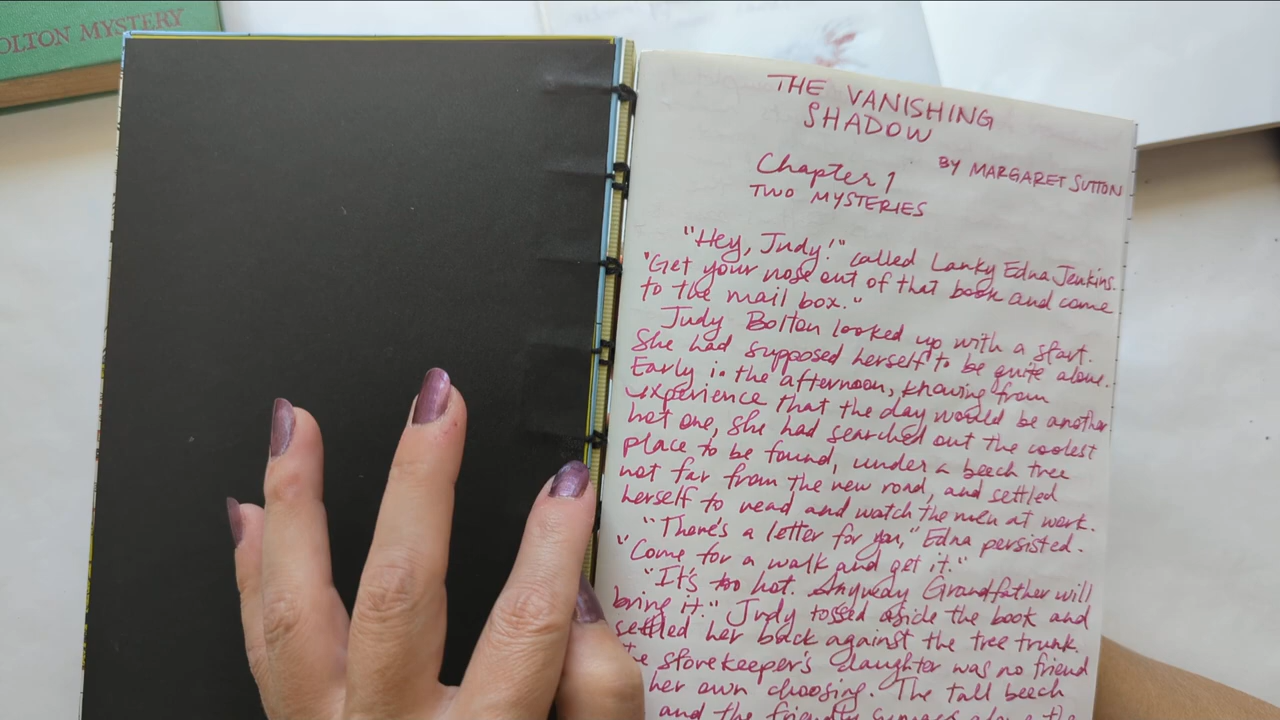 OLTON MYSTERY
THE VANISHING
SHADOW
BY MARGARET SUTTON
Chapter 1
TWO MYSTERIES
"Hey, Judy!" called Lanky Edna Jenkins.
"Get your nose out of that book and come
to the mail box."
Judy Bolton looked up with a start.
She had supposed herself to be quite alone.
Early in the afternoon, knowing from
experience that the day would be another
hot one, she had searched out the coolest
place to be found, under a beech tree
not far from the new road, and settled
herself to read and watch the men at work.
"There's a letter for you," Edna persisted.
"Come for a walk and get it."
"It's too hot. Anyway Grandfather will
bring it." Judy tossed aside the book and
settled her back against the tree trunk.
storekeeper's daughter was no friend
her own choosing. The tall beech
and the friendly